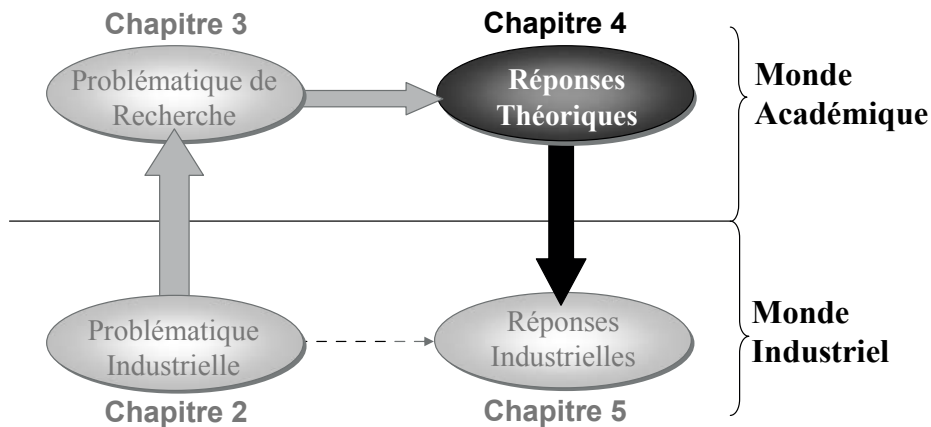 Chapitre 3
Problématique de
Recherche
Chapitre 4
Réponses
Théoriques
Monde
Académique
Problématique
Industrielle
Chapitre 2
Réponses
Industrielles
Chapitre 5
Monde
Industriel